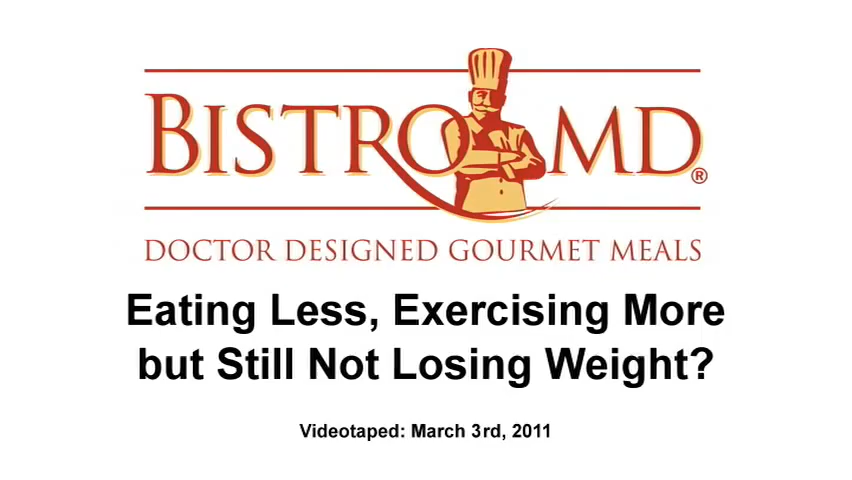 BISTRO MD®
DOCTOR DESIGNED GOURMET MEALS
Eating Less, Exercising More
but Still Not Losing Weight?
Videotaped: March 3rd, 2011